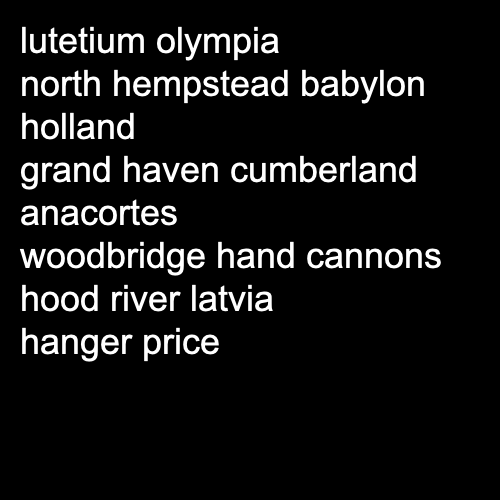 lutetium olympia
north hempstead babylon
holland
grand haven cumberland
anacortes
woodbridge hand cannons
hood river latvia
hanger price